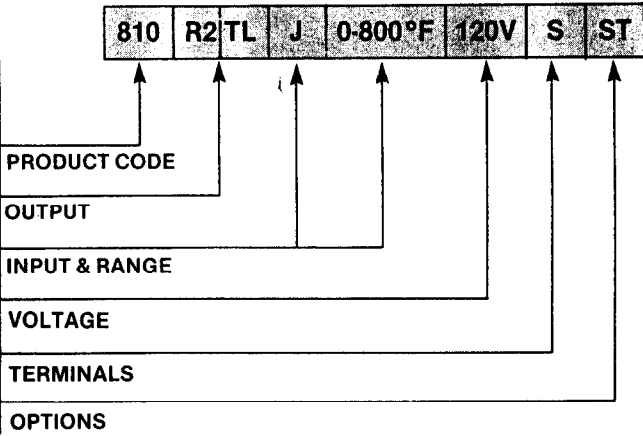 810 R2 TL J 0-800°F 120V S ST
PRODUCT CODE
OUTPUT
INPUT & RANGE
VOLTAGE
TERMINALS
OPTIONS